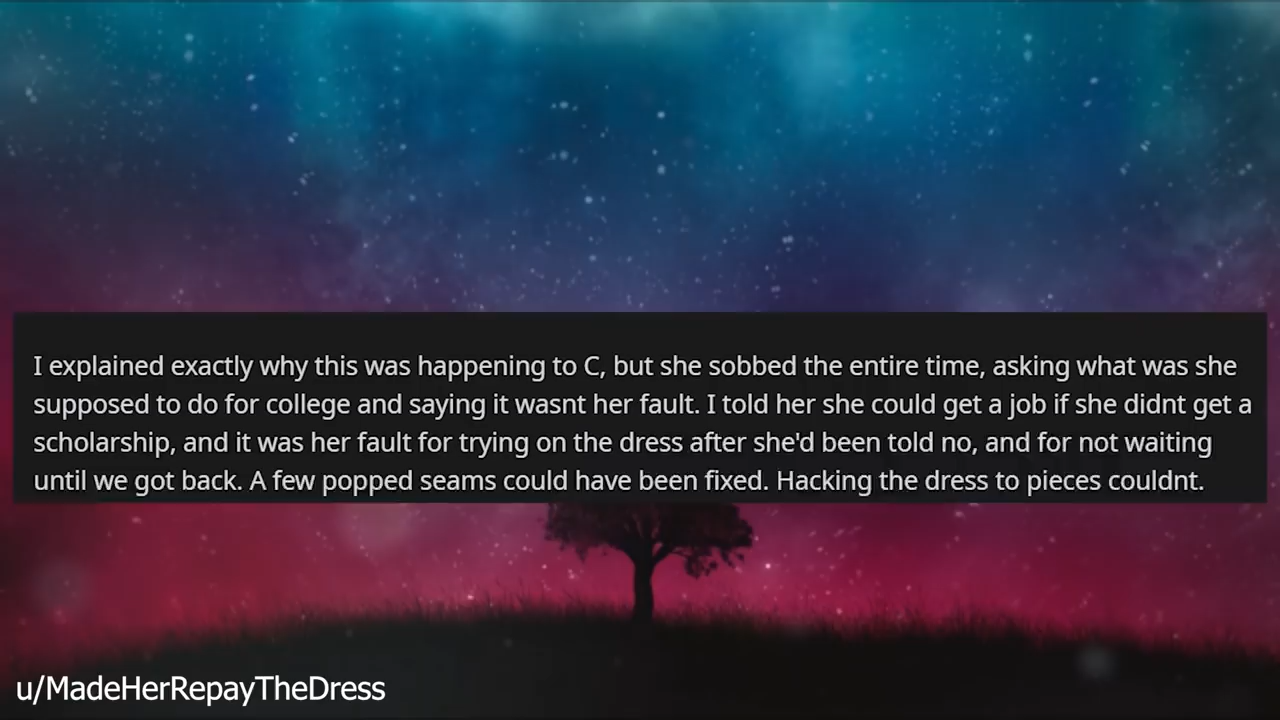 I explained exactly why this was happening to C, but she sobbed the entire time, asking what was she
supposed to do for college and saying it wasnt her fault. I told her she could get a job if she didnt get a
scholarship, and it was her fault for trying on the dress after she'd been told no, and for not waiting
until we got back. A few popped seams could have been fixed. Hacking the dress to pieces couldnt.
u/MadeHerRepayTheDress